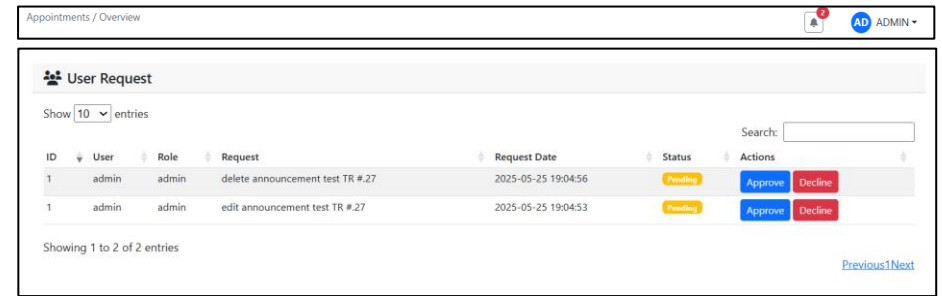 Appointments / Overview
2
AD ADMIN
User Request
Show 10 entries
Search:
ID User Role Request Request Date Status Actions
1 admin admin delete announcement test TR #.27 2025-05-25 19:04:56 Pending Approve Decline
1 admin admin edit announcement test TR #.27 2025-05-25 19:04:53 Pending Approve Decline
Showing 1 to 2 of 2 entries
Previous1Next